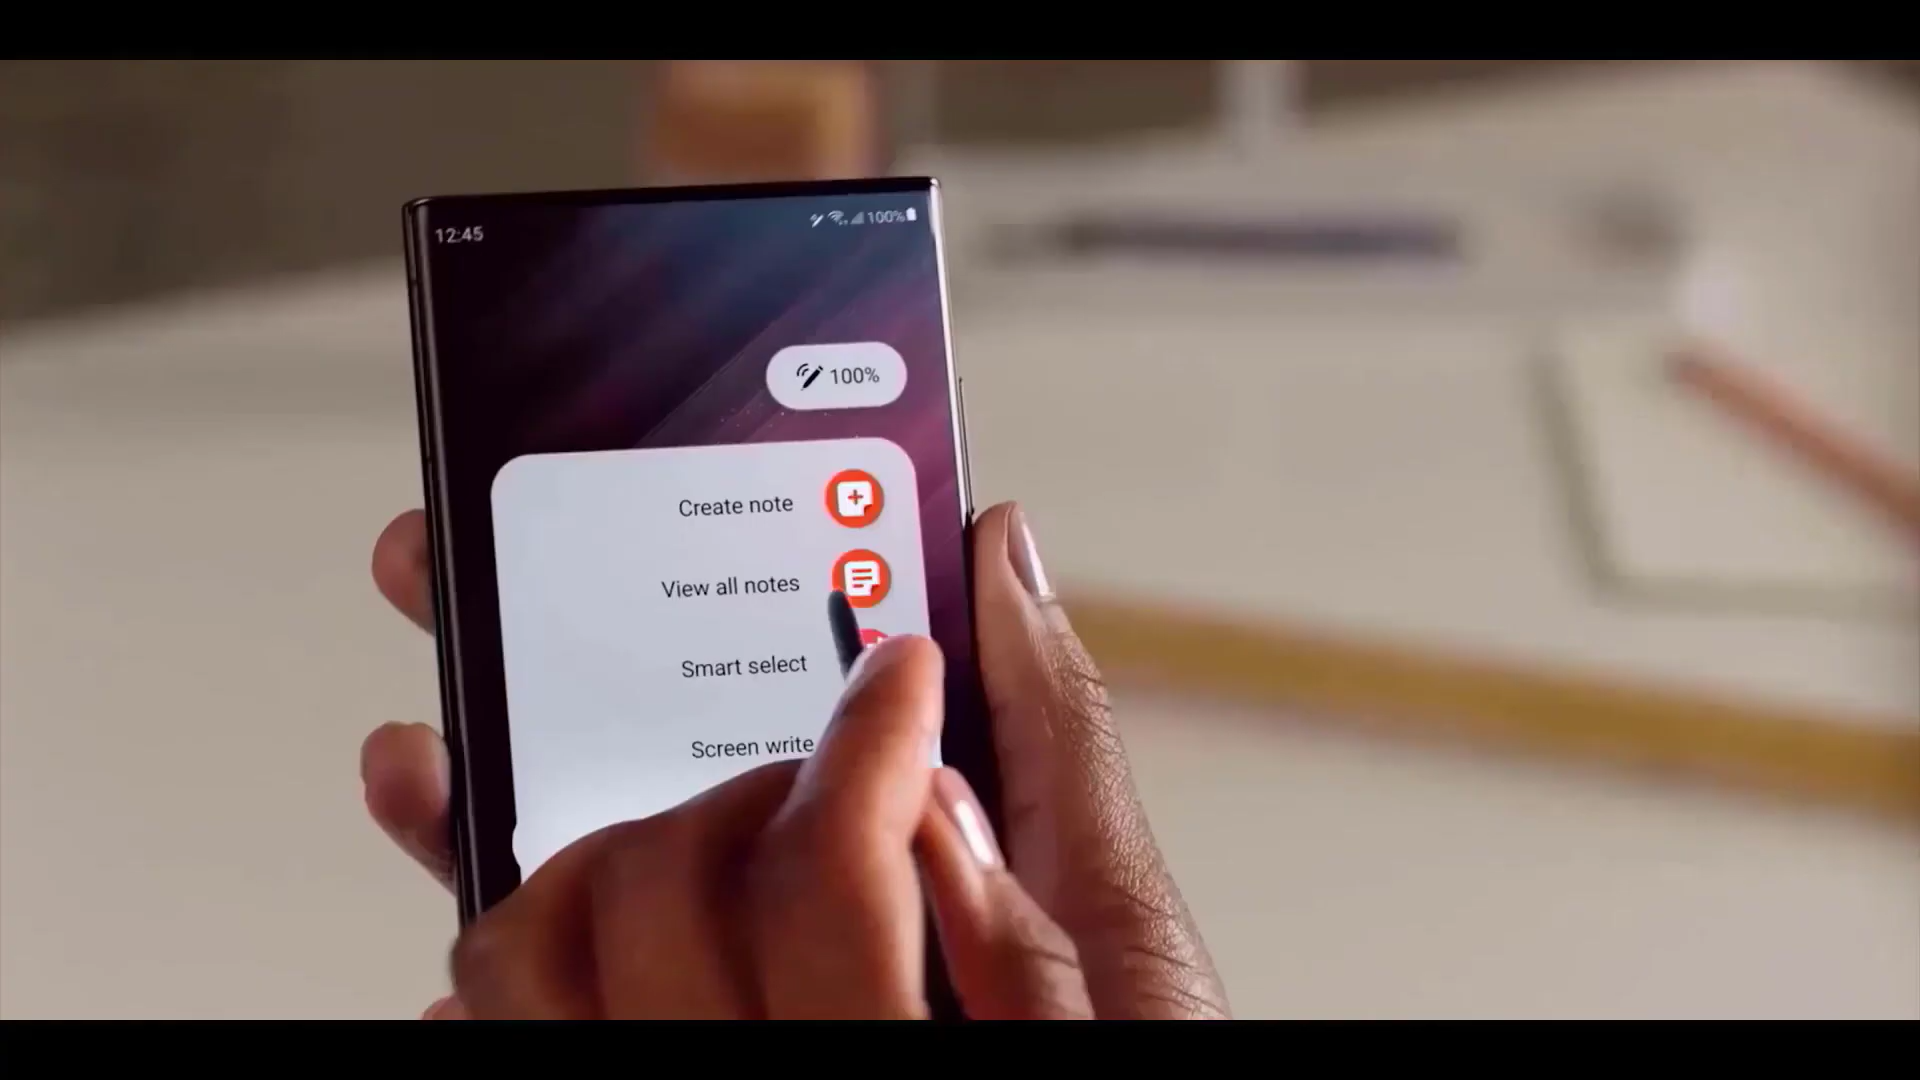 12:45
100%
100%
Create note
View all notes
Smart select
Screen write